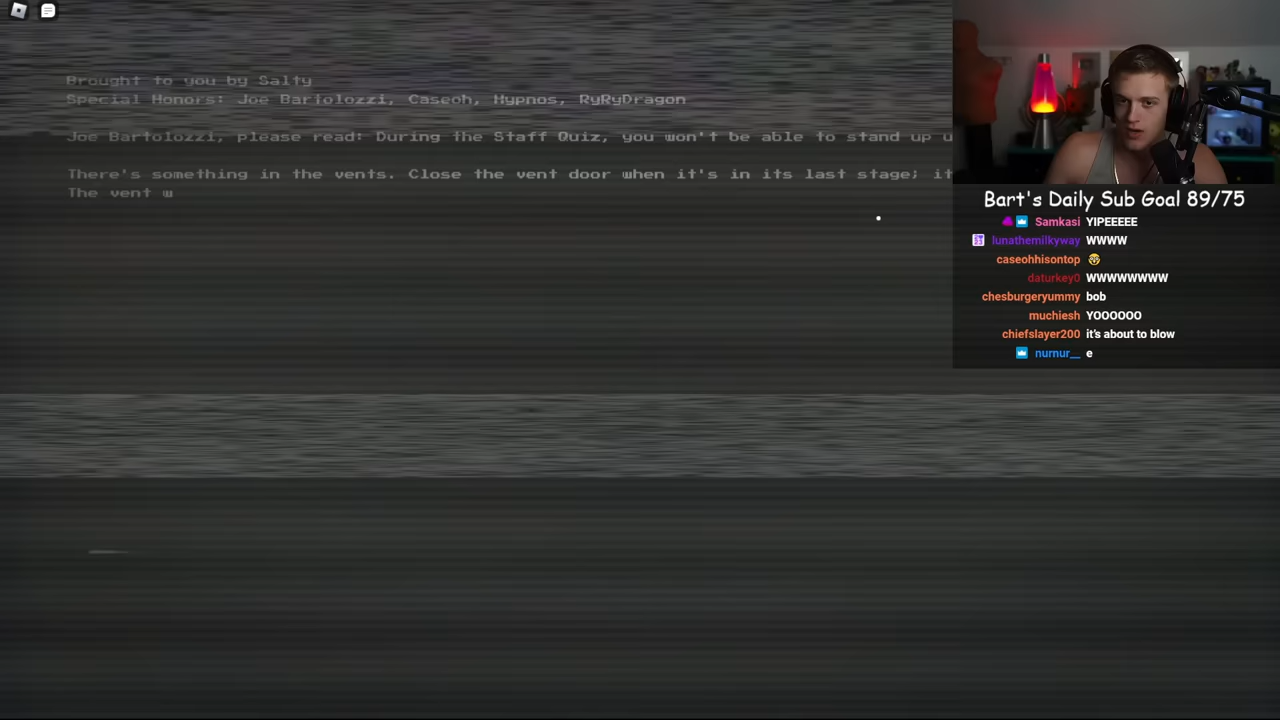 Brought to you by Salty
Special Honors: Joe Bartolozzi, Caseoh, Hypnos, RyRyDragon
Joe Bartolozzi, please read: During the Staff Quiz, you won't be able to stand up u
There's something in the vents. Close the vent door when it's in its last stage; it
The vent w
Bart's Daily Sub Goal 89/75
Samkasi YIPEEEEE
lunathemilkyway WWWW
caseohhisontop
daturkey0 WWWWWWWW
chesburgeryummy bob
muchiesh YOOOOOO
chiefslayer200 it's about to blow
nurnur__ e